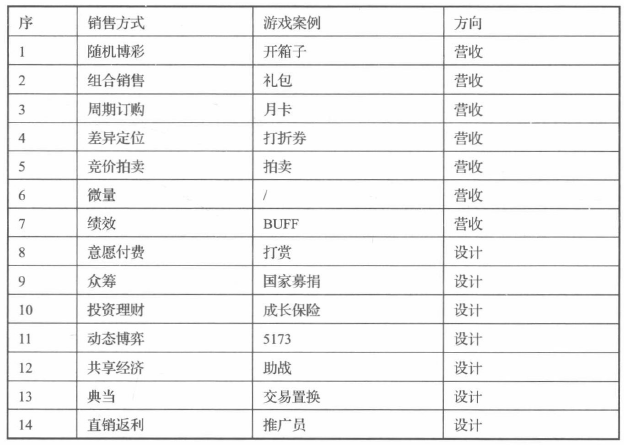 序 销售方式 游戏案例 方向
1 随机博彩 开箱子 营收
2 组合销售 礼包 营收
3 周期订购 月卡 营收
4 差异定位 打折券 营收
5 竞价拍卖 拍卖 营收
6 微量 / 营收
7 绩效 BUFF 营收
8 意愿付费 打赏 设计
9 众筹 国家募捐 设计
10 投资理财 成长保险 设计
11 动态博弈 5173 设计
12 共享经济 助战 设计
13 典当 交易置换 设计
14 直销返利 推广员 设计